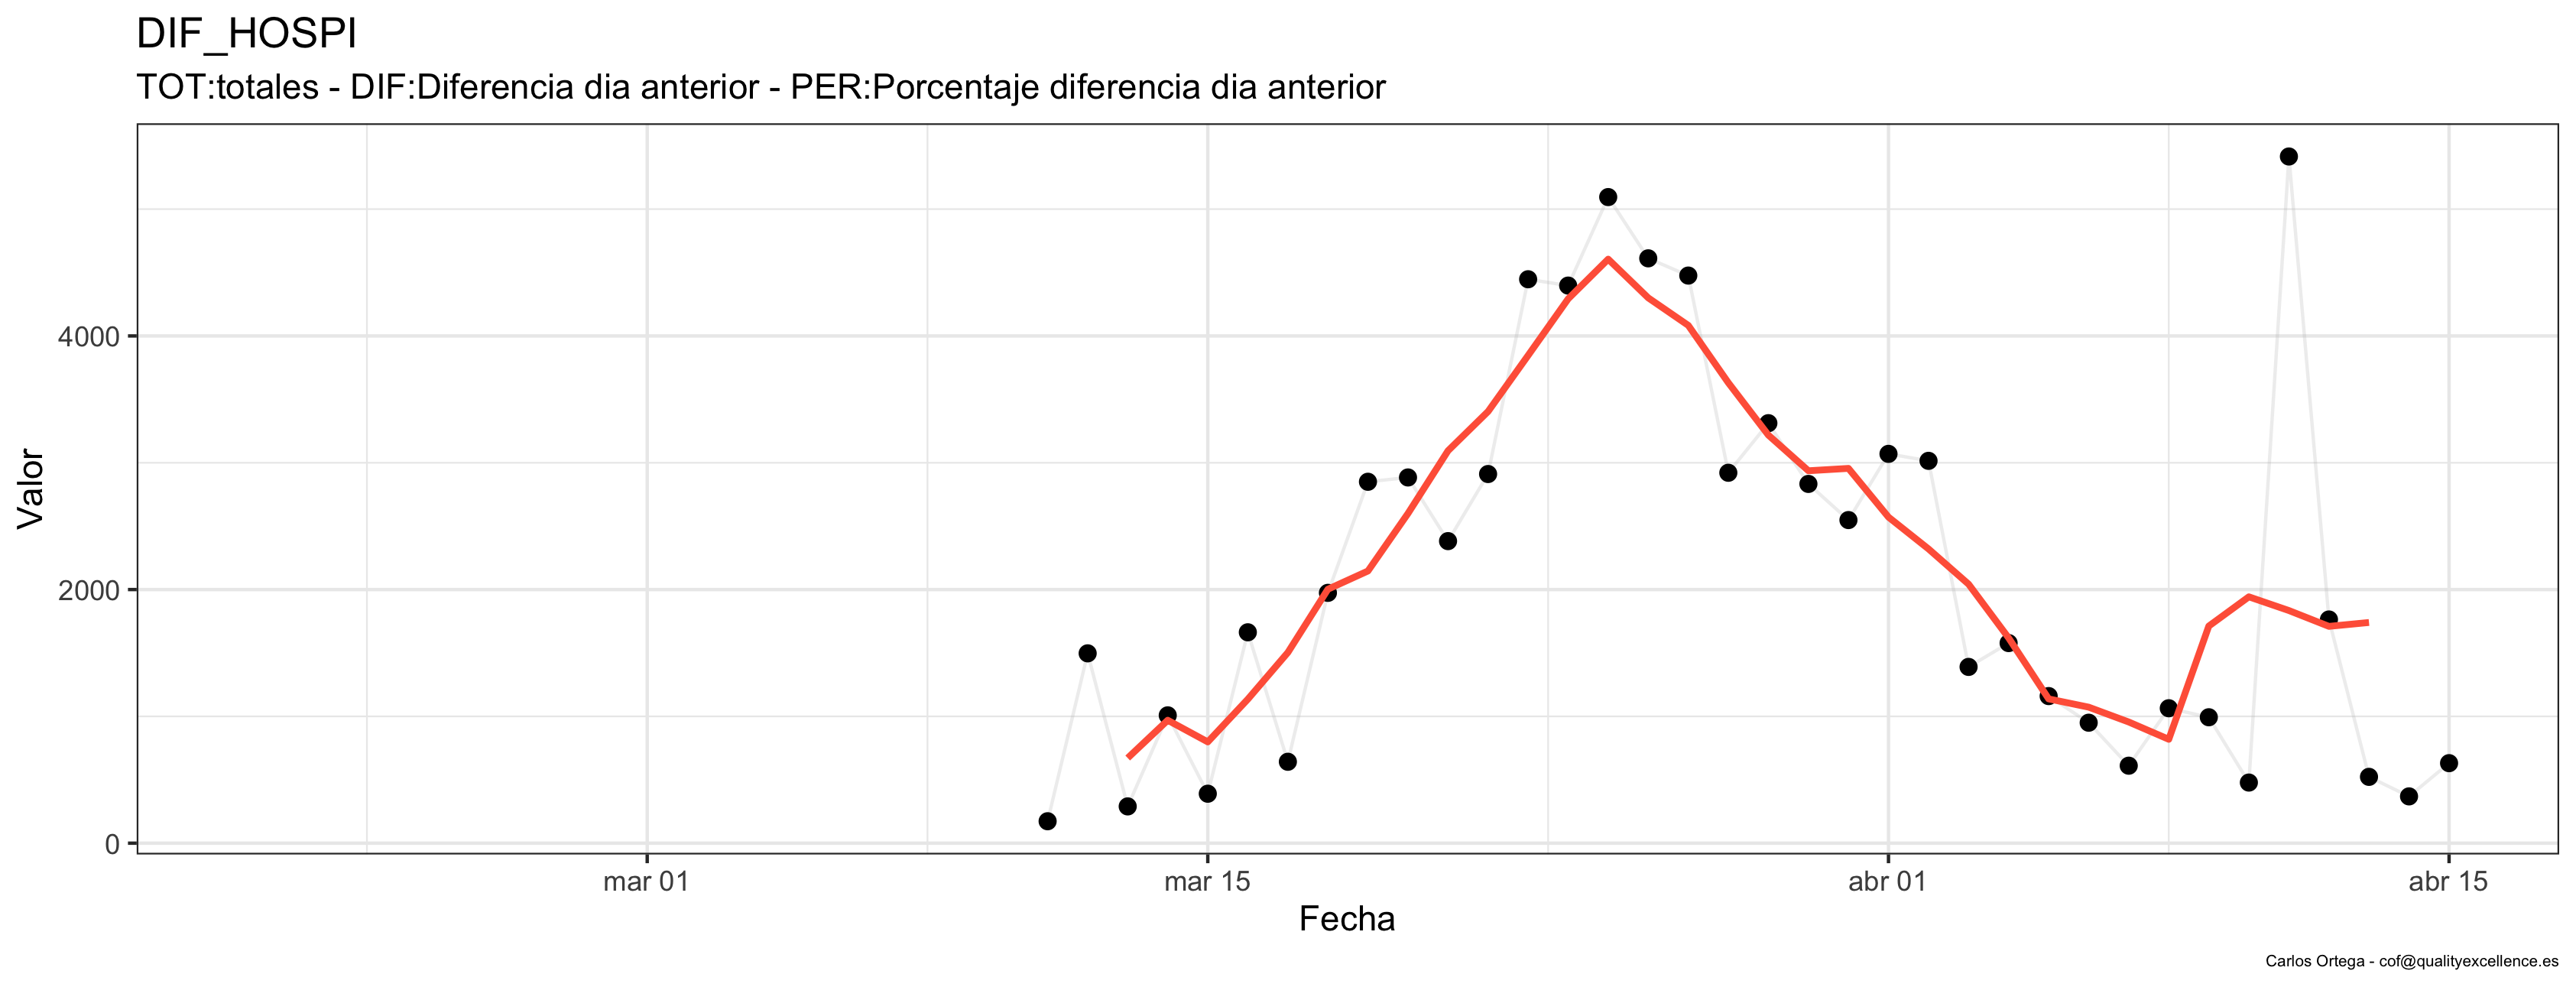 DIF_HOSPI
TOT:totales - DIF:Diferencia dia anterior - PER:Porcentaje diferencia dia anterior
Valor
4000
2000
0
mar 01
mar 15
abr 01
abr 15
Fecha
Carlos Ortega - cof@qualityexcellence.es